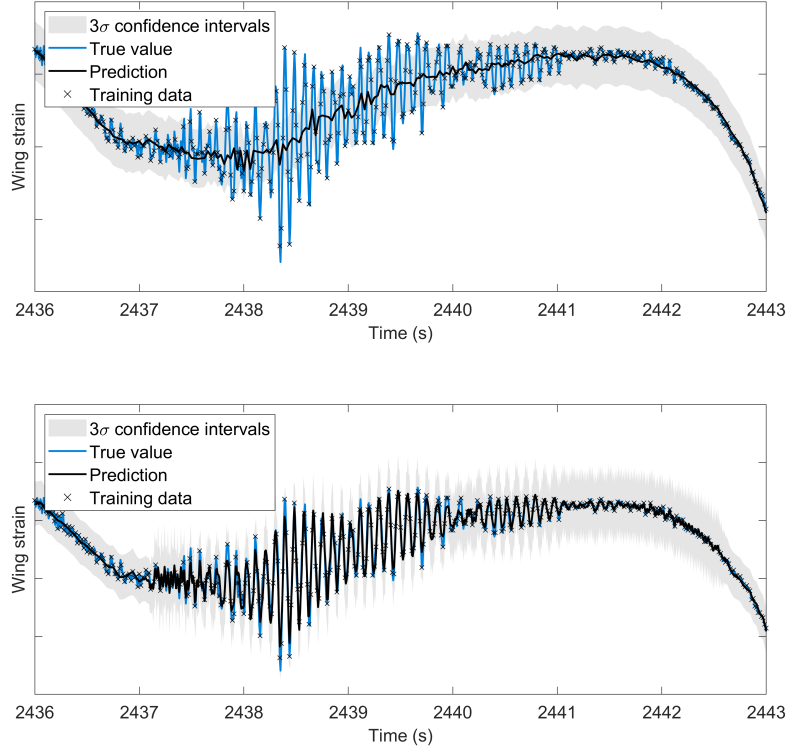 3σ confidence intervals
True value
Prediction
Training data
Wing strain
2436 2437 2438 2439 2440 2441 2442 2443
Time (s)
3σ confidence intervals
True value
Prediction
Training data
Wing strain
2436 2437 2438 2439 2440 2441 2442 2443
Time (s)